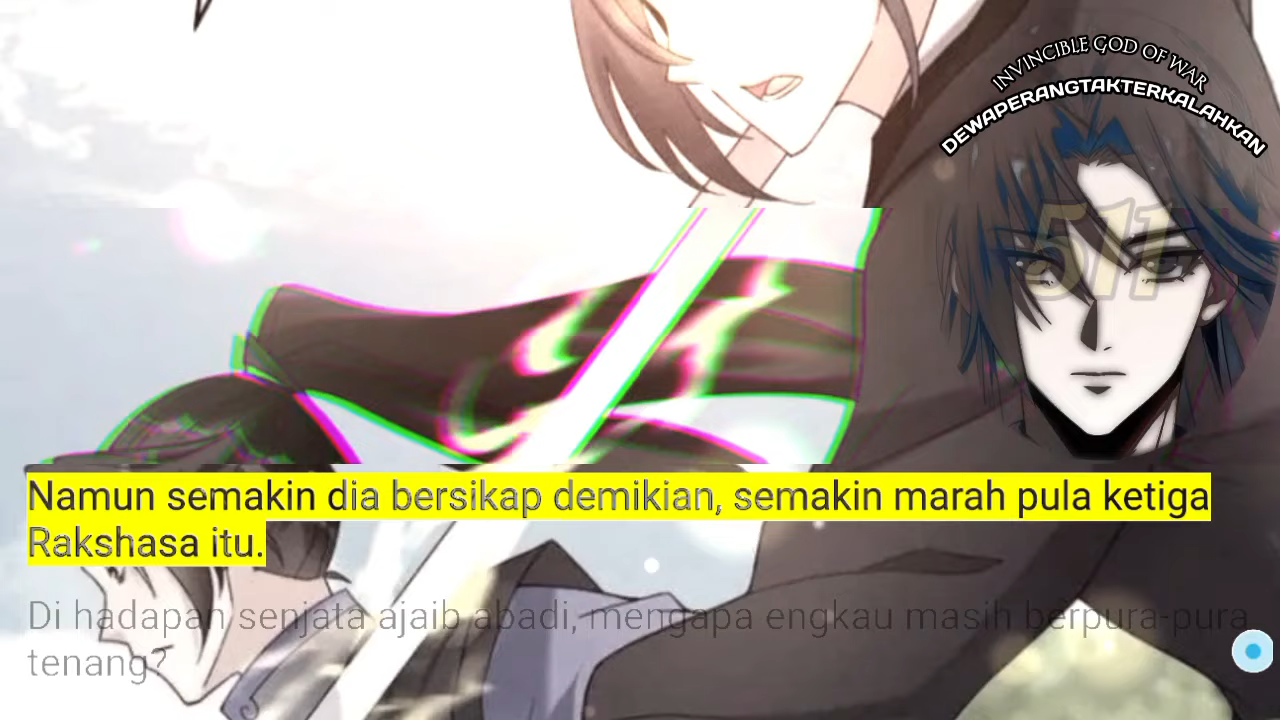 INVINCIBLE GOD OF WAR
DEWAPERANGTAKTERKALAHKAN
511
Namun semakin dia bersikap demikian, semakin marah pula ketiga
Rakshasa itu.
Di hadapan senjata ajaib abadi, mengapa engkau masih berpura-pura
tenang?